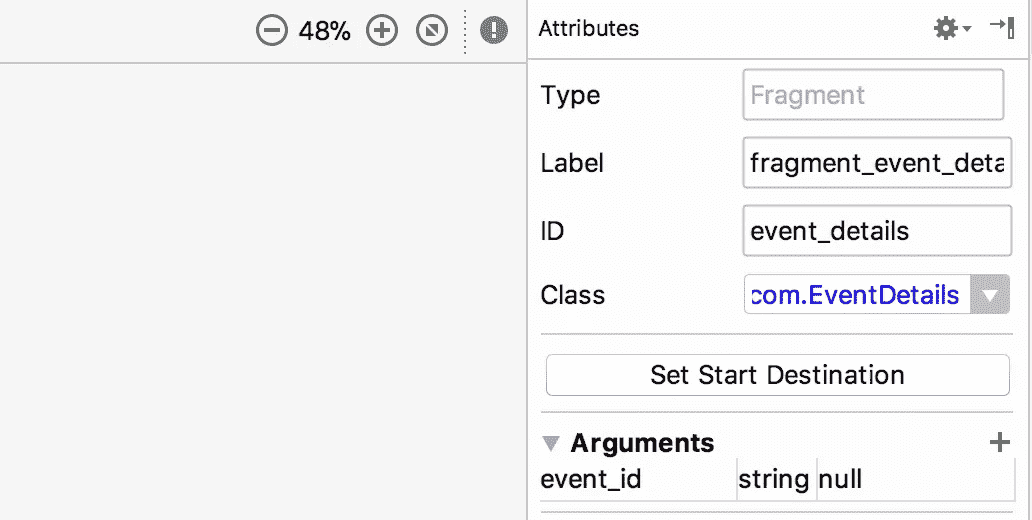 48%
Attributes
Type Fragment
Label fragment_event_deta
ID event_details
Class com.EventDetails
Set Start Destination
Arguments
event_id string null